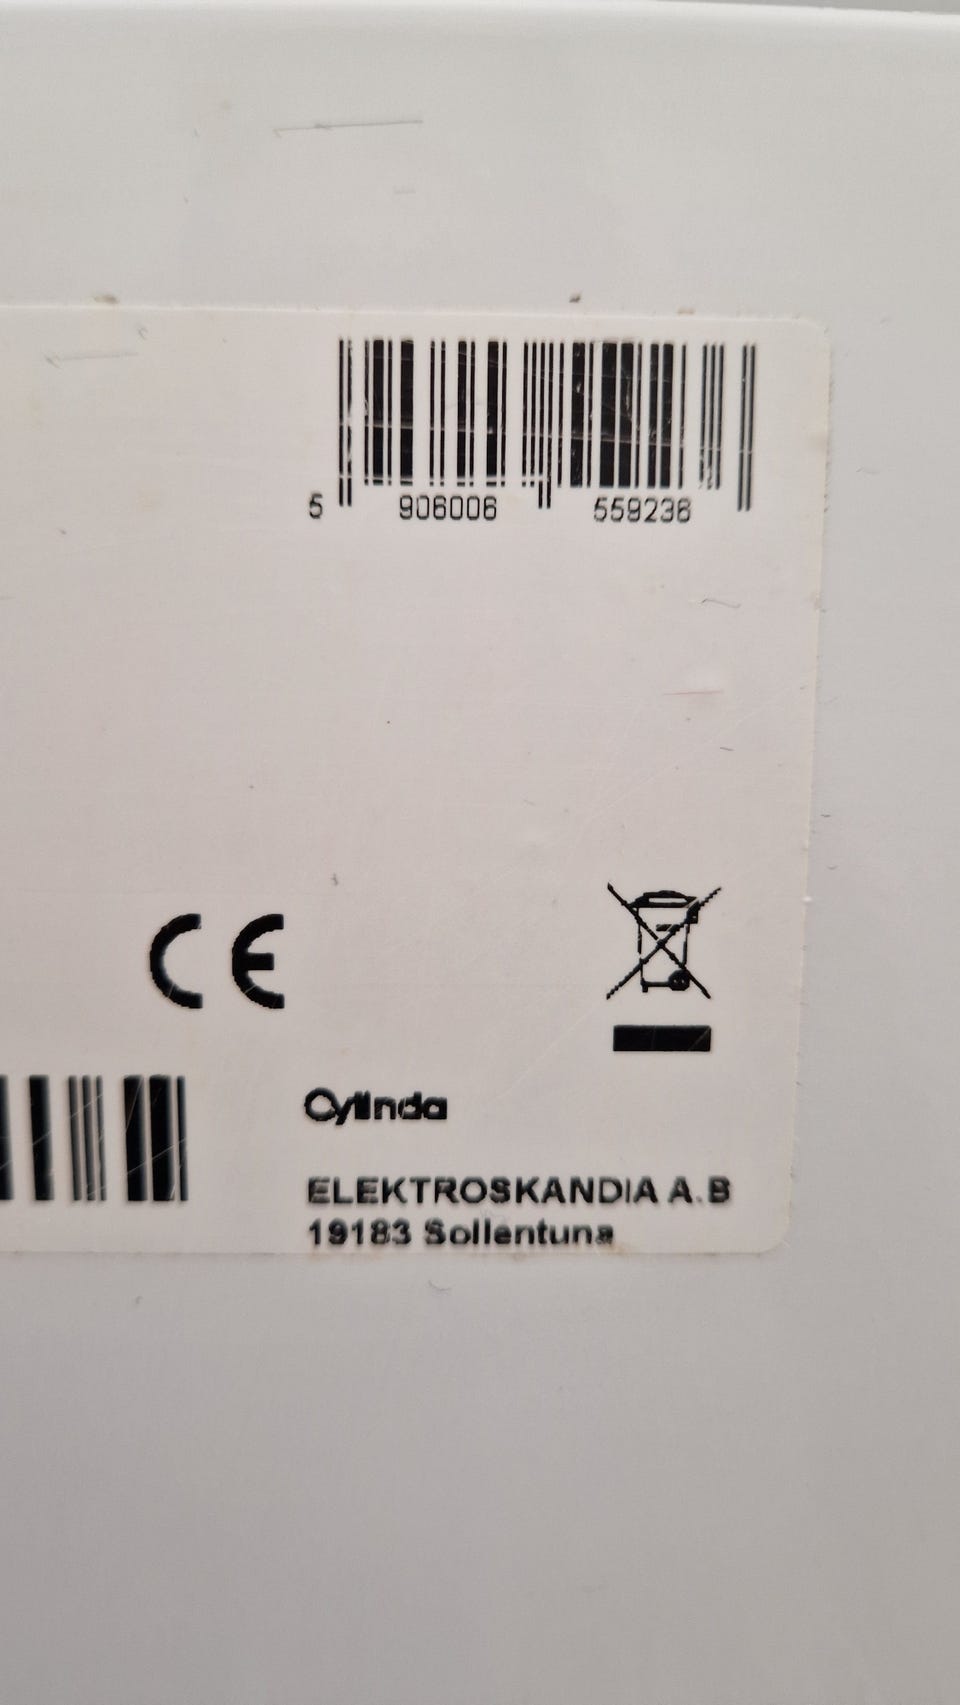 5 906006 559236
CE
Cylinda
ELEKTROSKANDIA A.B
19183 Sollentuna